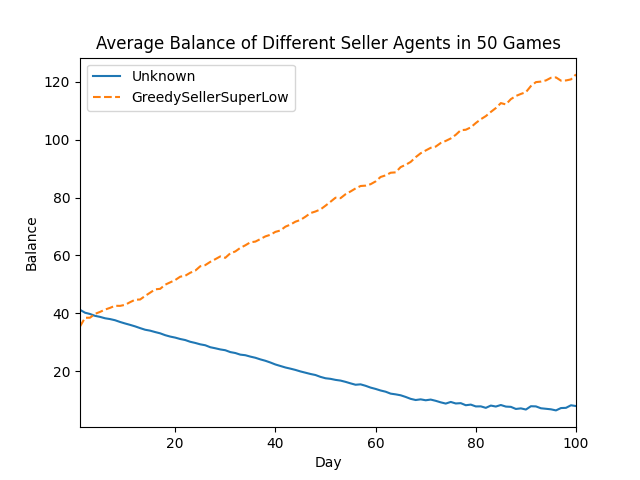 Average Balance of Different Seller Agents in 50 Games
Unknown
GreedySellerSuperLow
120
100
80
60
40
20
Balance
20 40 60 80 100
Day